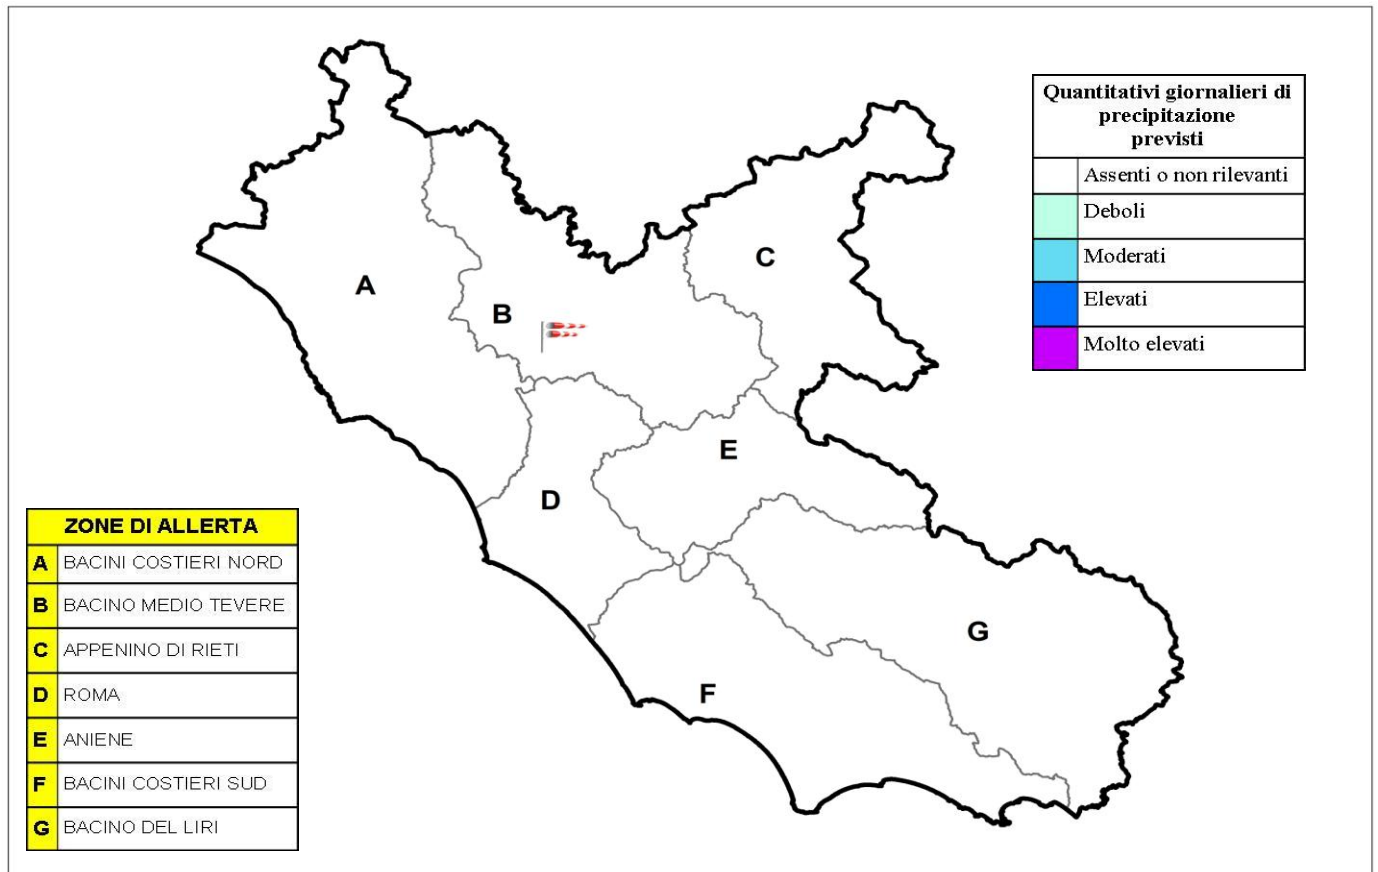 Quantitativi giornalieri di
precipitazione
previsti
Assenti o non rilevanti
Deboli
Moderati
Elevati
Molto elevati
A
B
C
D
E
F
G
ZONE DI ALLERTA
A BACINI COSTIERI NORD
B BACINO MEDIO TEVERE
C APPENINO DI RIETI
D ROMA
E ANIENE
F BACINI COSTIERI SUD
G BACINO DEL LIRI